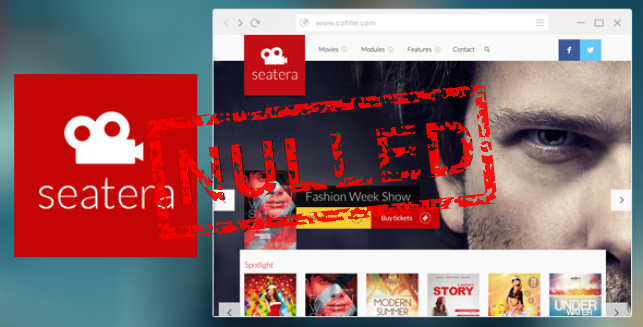 www.cohhe.com
seatera
Movies
Modules
Features
Contact
seatera
NULLED
Fashion Week Show
Buy tickets
Spotlight
MODERN
SUMMER
STORY
UNDER
WATER